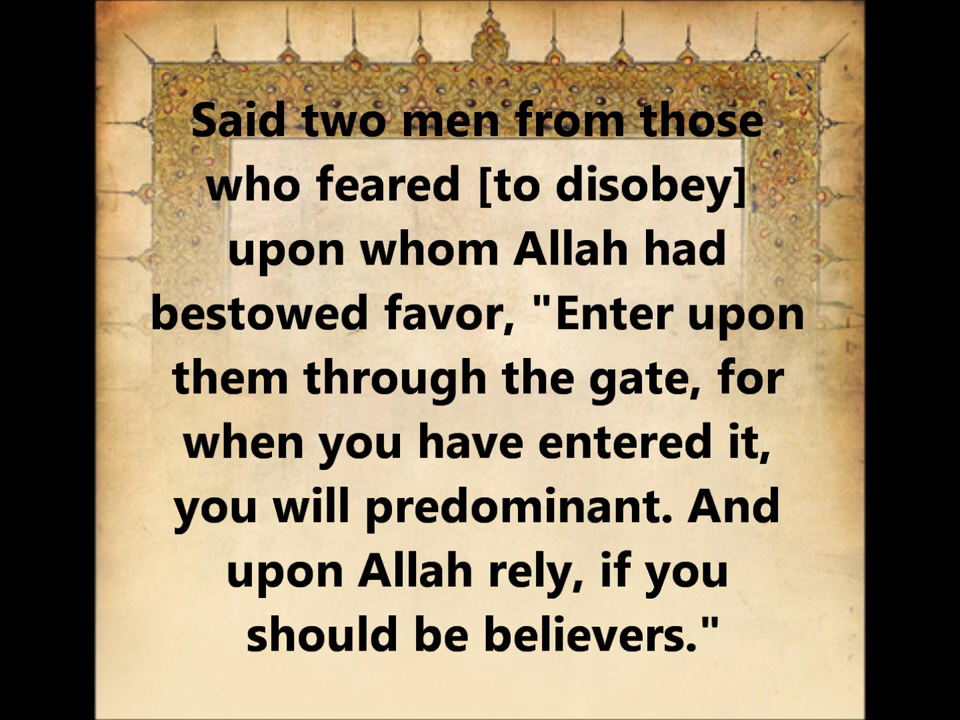 Said two men from those
who feared [to disobey]
upon whom Allah had
bestowed favor, "Enter upon
them through the gate, for
when you have entered it,
you will predominant. And
upon Allah rely, if you
should be believers."